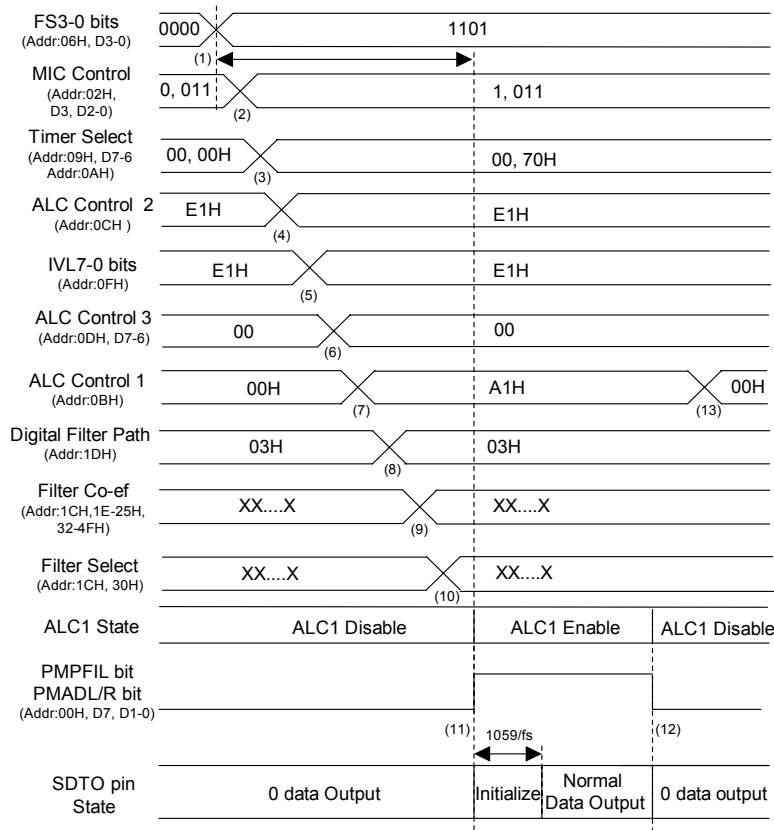 FS3-0 bits
(Addr:06H, D3-0)
0000
1101
(1)
MIC Control
(Addr:02H,
D3, D2-0)
0, 011
1, 011
(2)
Timer Select
(Addr:09H, D7-6
Addr:0AH)
00, 00H
00, 70H
(3)
ALC Control 2
(Addr:0CH )
E1H
E1H
(4)
IVL7-0 bits
(Addr:0FH)
E1H
E1H
(5)
ALC Control 3
(Addr:0DH, D7-6)
00
00
(6)
ALC Control 1
(Addr:0BH)
00H
A1H
00H
(7)
(13)
Digital Filter Path
(Addr:1DH)
03H
03H
(8)
Filter Co-ef
(Addr:1CH,1E-25H,
32-4FH)
XX....X
XX....X
(9)
Filter Select
(Addr:1CH, 30H)
XX....X
XX....X
(10)
ALC1 State
ALC1 Disable
ALC1 Enable
ALC1 Disable
PMPFIL bit
PMADL/R bit
(Addr:00H, D7, D1-0)
(11)
(12)
1059/fs
SDTO pin
State
0 data Output
Initialize
Normal
Data Output
0 data output